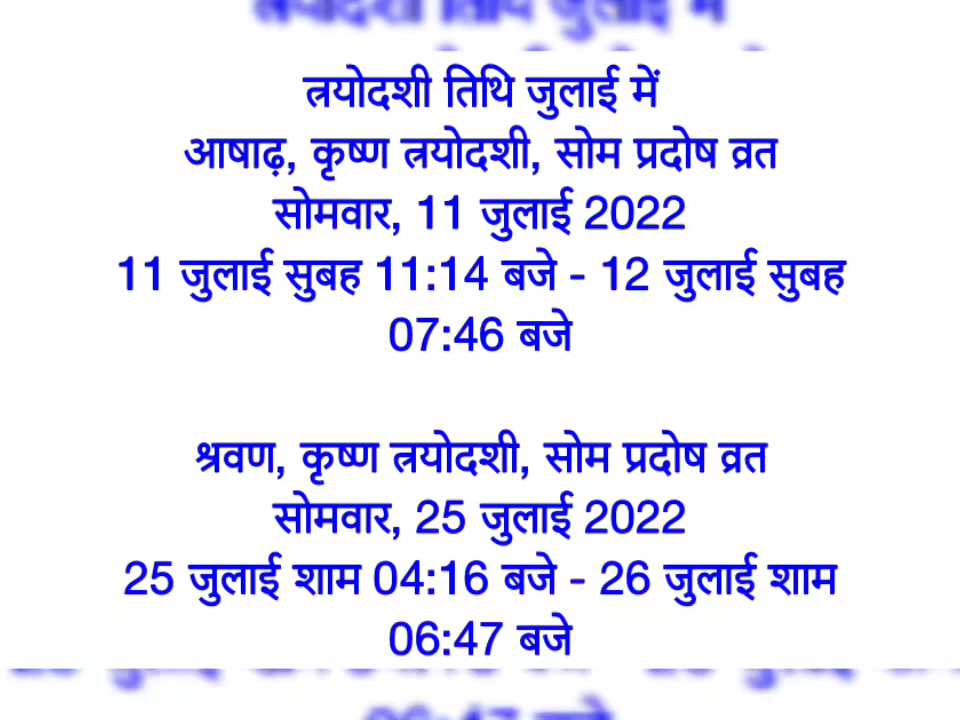 त्रयोदशी तिथि जुलाई में
आषाढ़, कृष्ण त्रयोदशी, सोम प्रदोष व्रत
सोमवार, 11 जुलाई 2022
11 जुलाई सुबह 11:14 बजे - 12 जुलाई सुबह
07:46 बजे
श्रवण, कृष्ण त्रयोदशी, सोम प्रदोष व्रत
सोमवार, 25 जुलाई 2022
25 जुलाई शाम 04:16 बजे - 26 जुलाई शाम
06:47 बजे